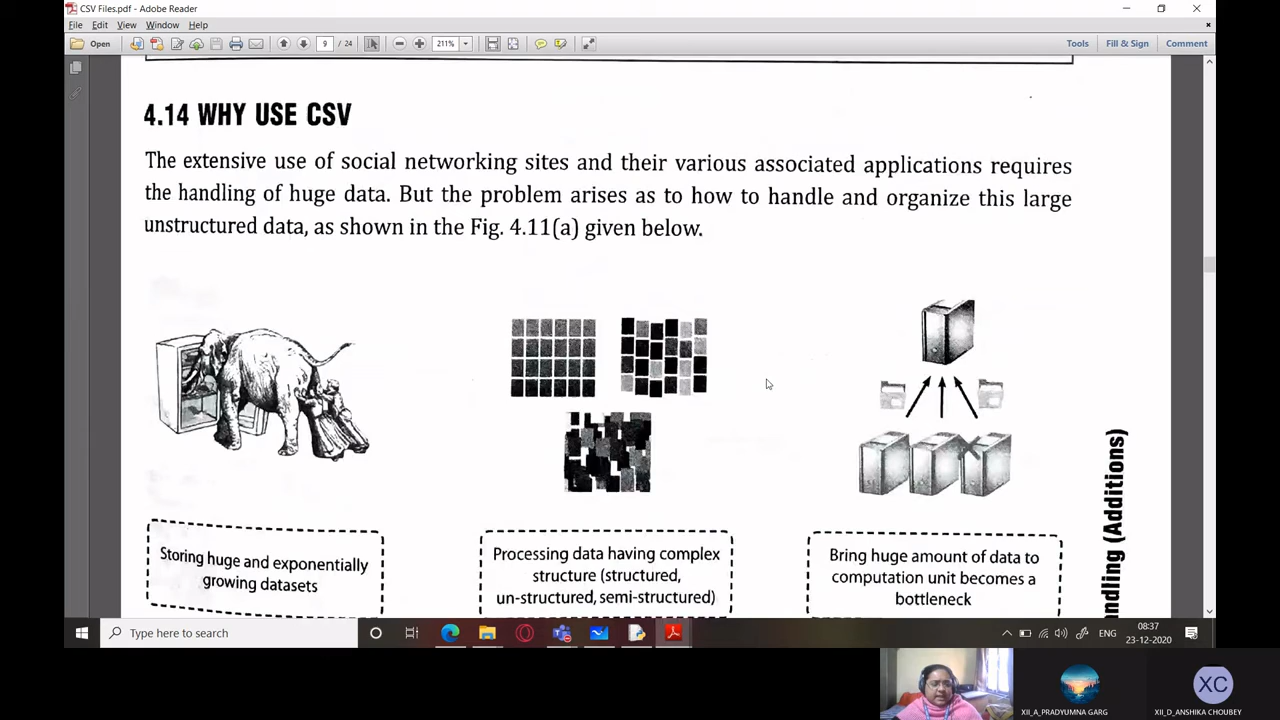 CSV Files.pdf - Adobe Reader
File Edit View Window Help
Open 9 / 24 211% Tools Fill & Sign Comment
4.14 WHY USE CSV
The extensive use of social networking sites and their various associated applications requires
the handling of huge data. But the problem arises as to how to handle and organize this large
unstructured data, as shown in the Fig. 4.11(a) given below.
Storing huge and exponentially
growing datasets
Processing data having complex
structure (structured,
un-structured, semi-structured)
Bring huge amount of data to
computation unit becomes a
bottleneck
ndling (Additions)
Type here to search
ENG
08:37
23-12-2020
XII_A_PRADYUMNA GARG
XC
XII_D_ANSHIKA CHOUBEY